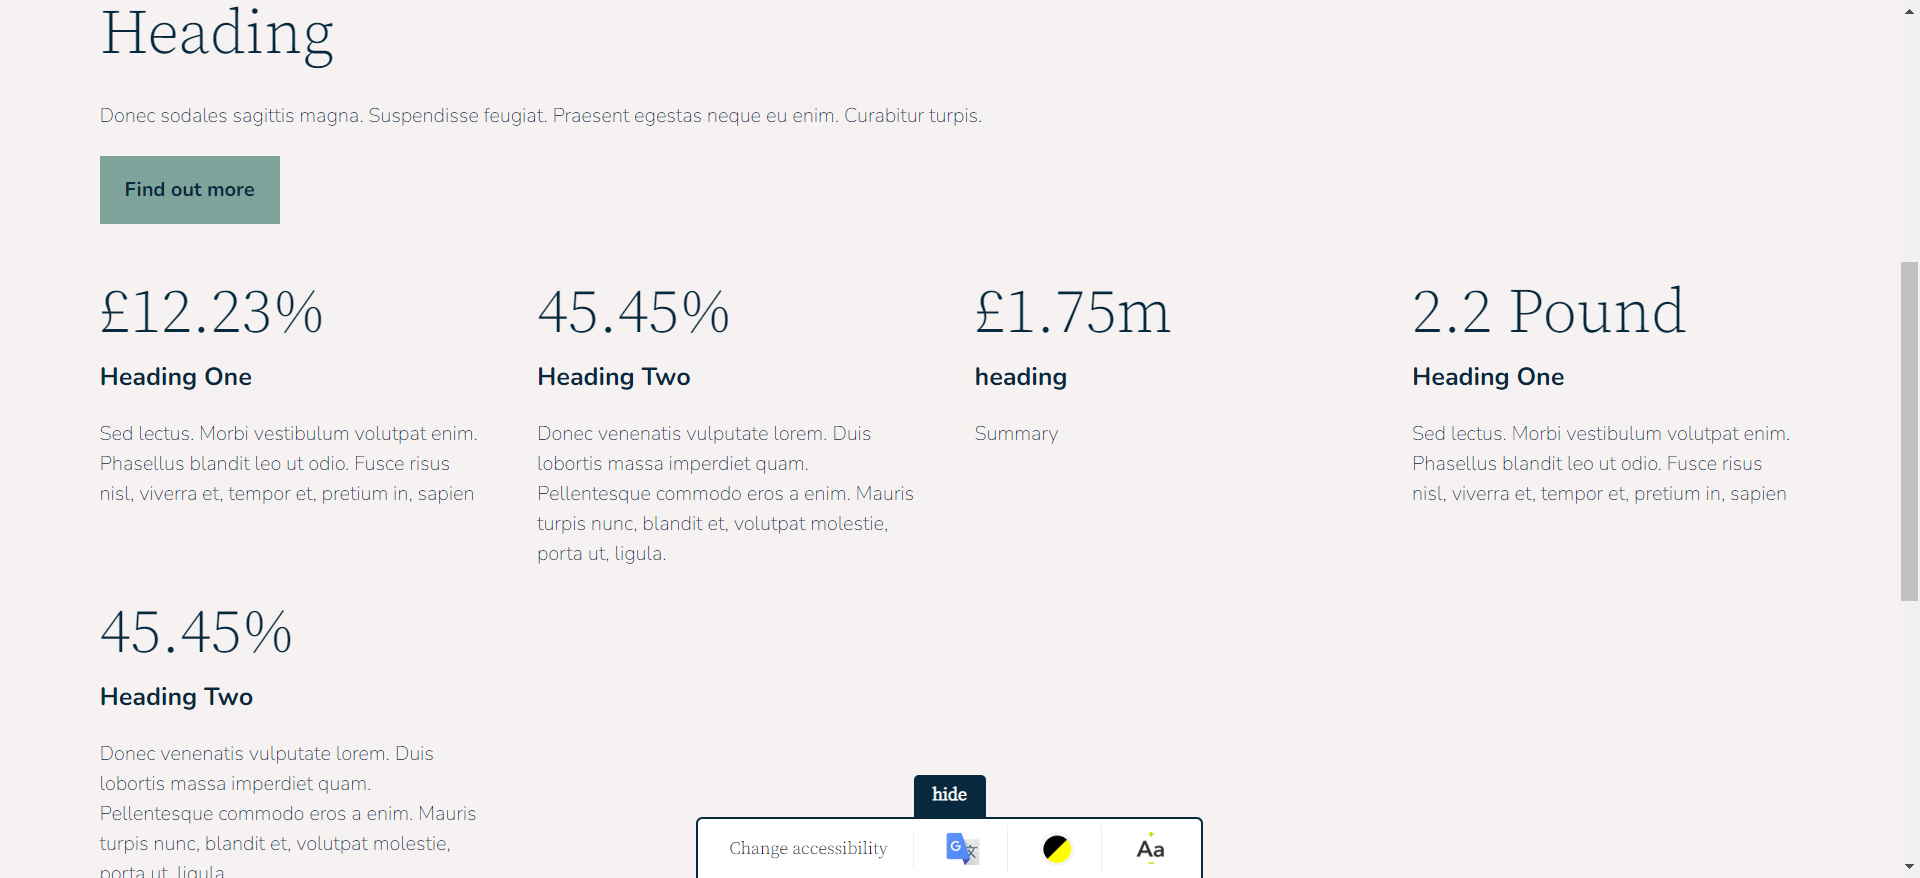 Heading
Donec sodales sagittis magna. Suspendisse feugiat. Praesent egestas neque eu enim. Curabitur turpis.
Find out more
£12.23%
Heading One
Sed lectus. Morbi vestibulum volutpat enim.
Phasellus blandit leo ut odio. Fusce risus
nisl, viverra et, tempor et, pretium in, sapien
45.45%
Heading Two
Donec venenatis vulputate lorem. Duis
lobortis massa imperdiet quam.
Pellentesque commodo eros a enim. Mauris
turpis nunc, blandit et, volutpat molestie,
porta ut, ligula.
£1.75m
heading
Summary
2.2 Pound
Heading One
Sed lectus. Morbi vestibulum volutpat enim.
Phasellus blandit leo ut odio. Fusce risus
nisl, viverra et, tempor et, pretium in, sapien
45.45%
Heading Two
Donec venenatis vulputate lorem. Duis
lobortis massa imperdiet quam.
Pellentesque commodo eros a enim. Mauris
turpis nunc, blandit et, volutpat molestie,
porta ut, ligula.
hide
Change accessibility
G 文
Aa